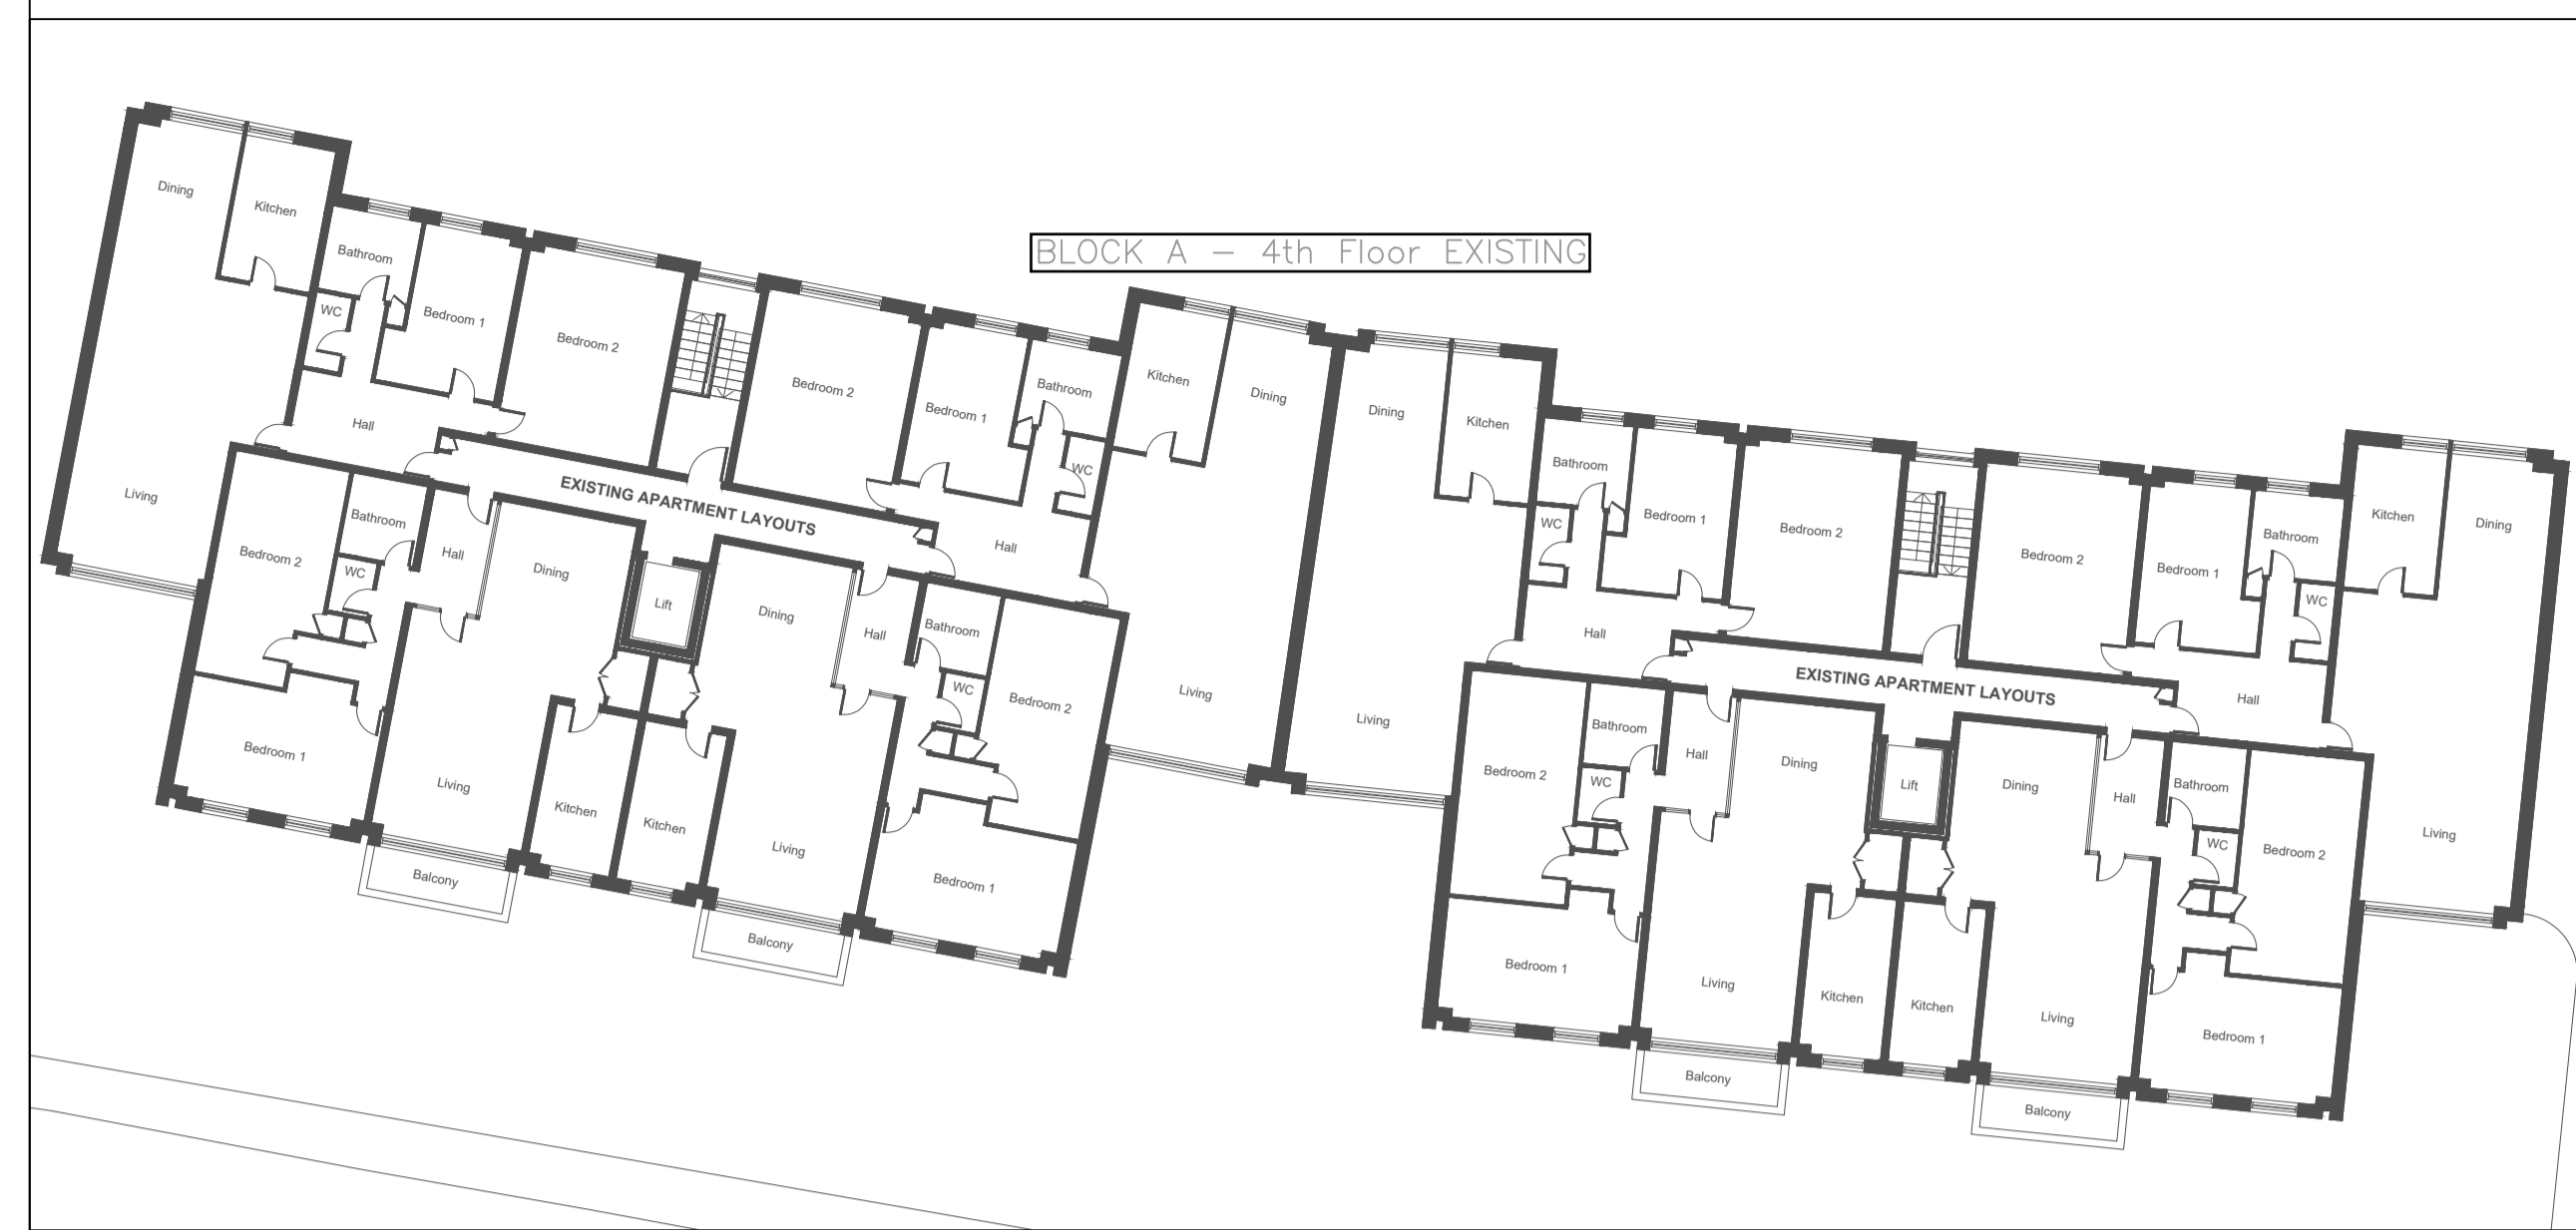 BLOCK A - 4th Floor EXISTING
Dining
Kitchen
Bathroom
WC
Bedroom 1
Bedroom 2
Hall
Living
Bedroom 2
Bedroom 1
Bathroom
WC
Hall
Kitchen
Dining
Living
EXISTING APARTMENT LAYOUTS
Bedroom 2
Bathroom
WC
Hall
Dining
Bedroom 1
Living
Kitchen
Balcony
Lift
Dining
Hall
Bathroom
WC
Bedroom 2
Kitchen
Living
Bedroom 1
Balcony
Dining
Kitchen
Bathroom
WC
Bedroom 1
Bedroom 2
Hall
Living
Bedroom 2
Bedroom 1
Bathroom
WC
Hall
Kitchen
Dining
Living
EXISTING APARTMENT LAYOUTS
Bedroom 2
Bathroom
WC
Hall
Dining
Bedroom 1
Living
Kitchen
Balcony
Lift
Dining
Hall
Bathroom
WC
Bedroom 2
Kitchen
Living
Bedroom 1
Balcony